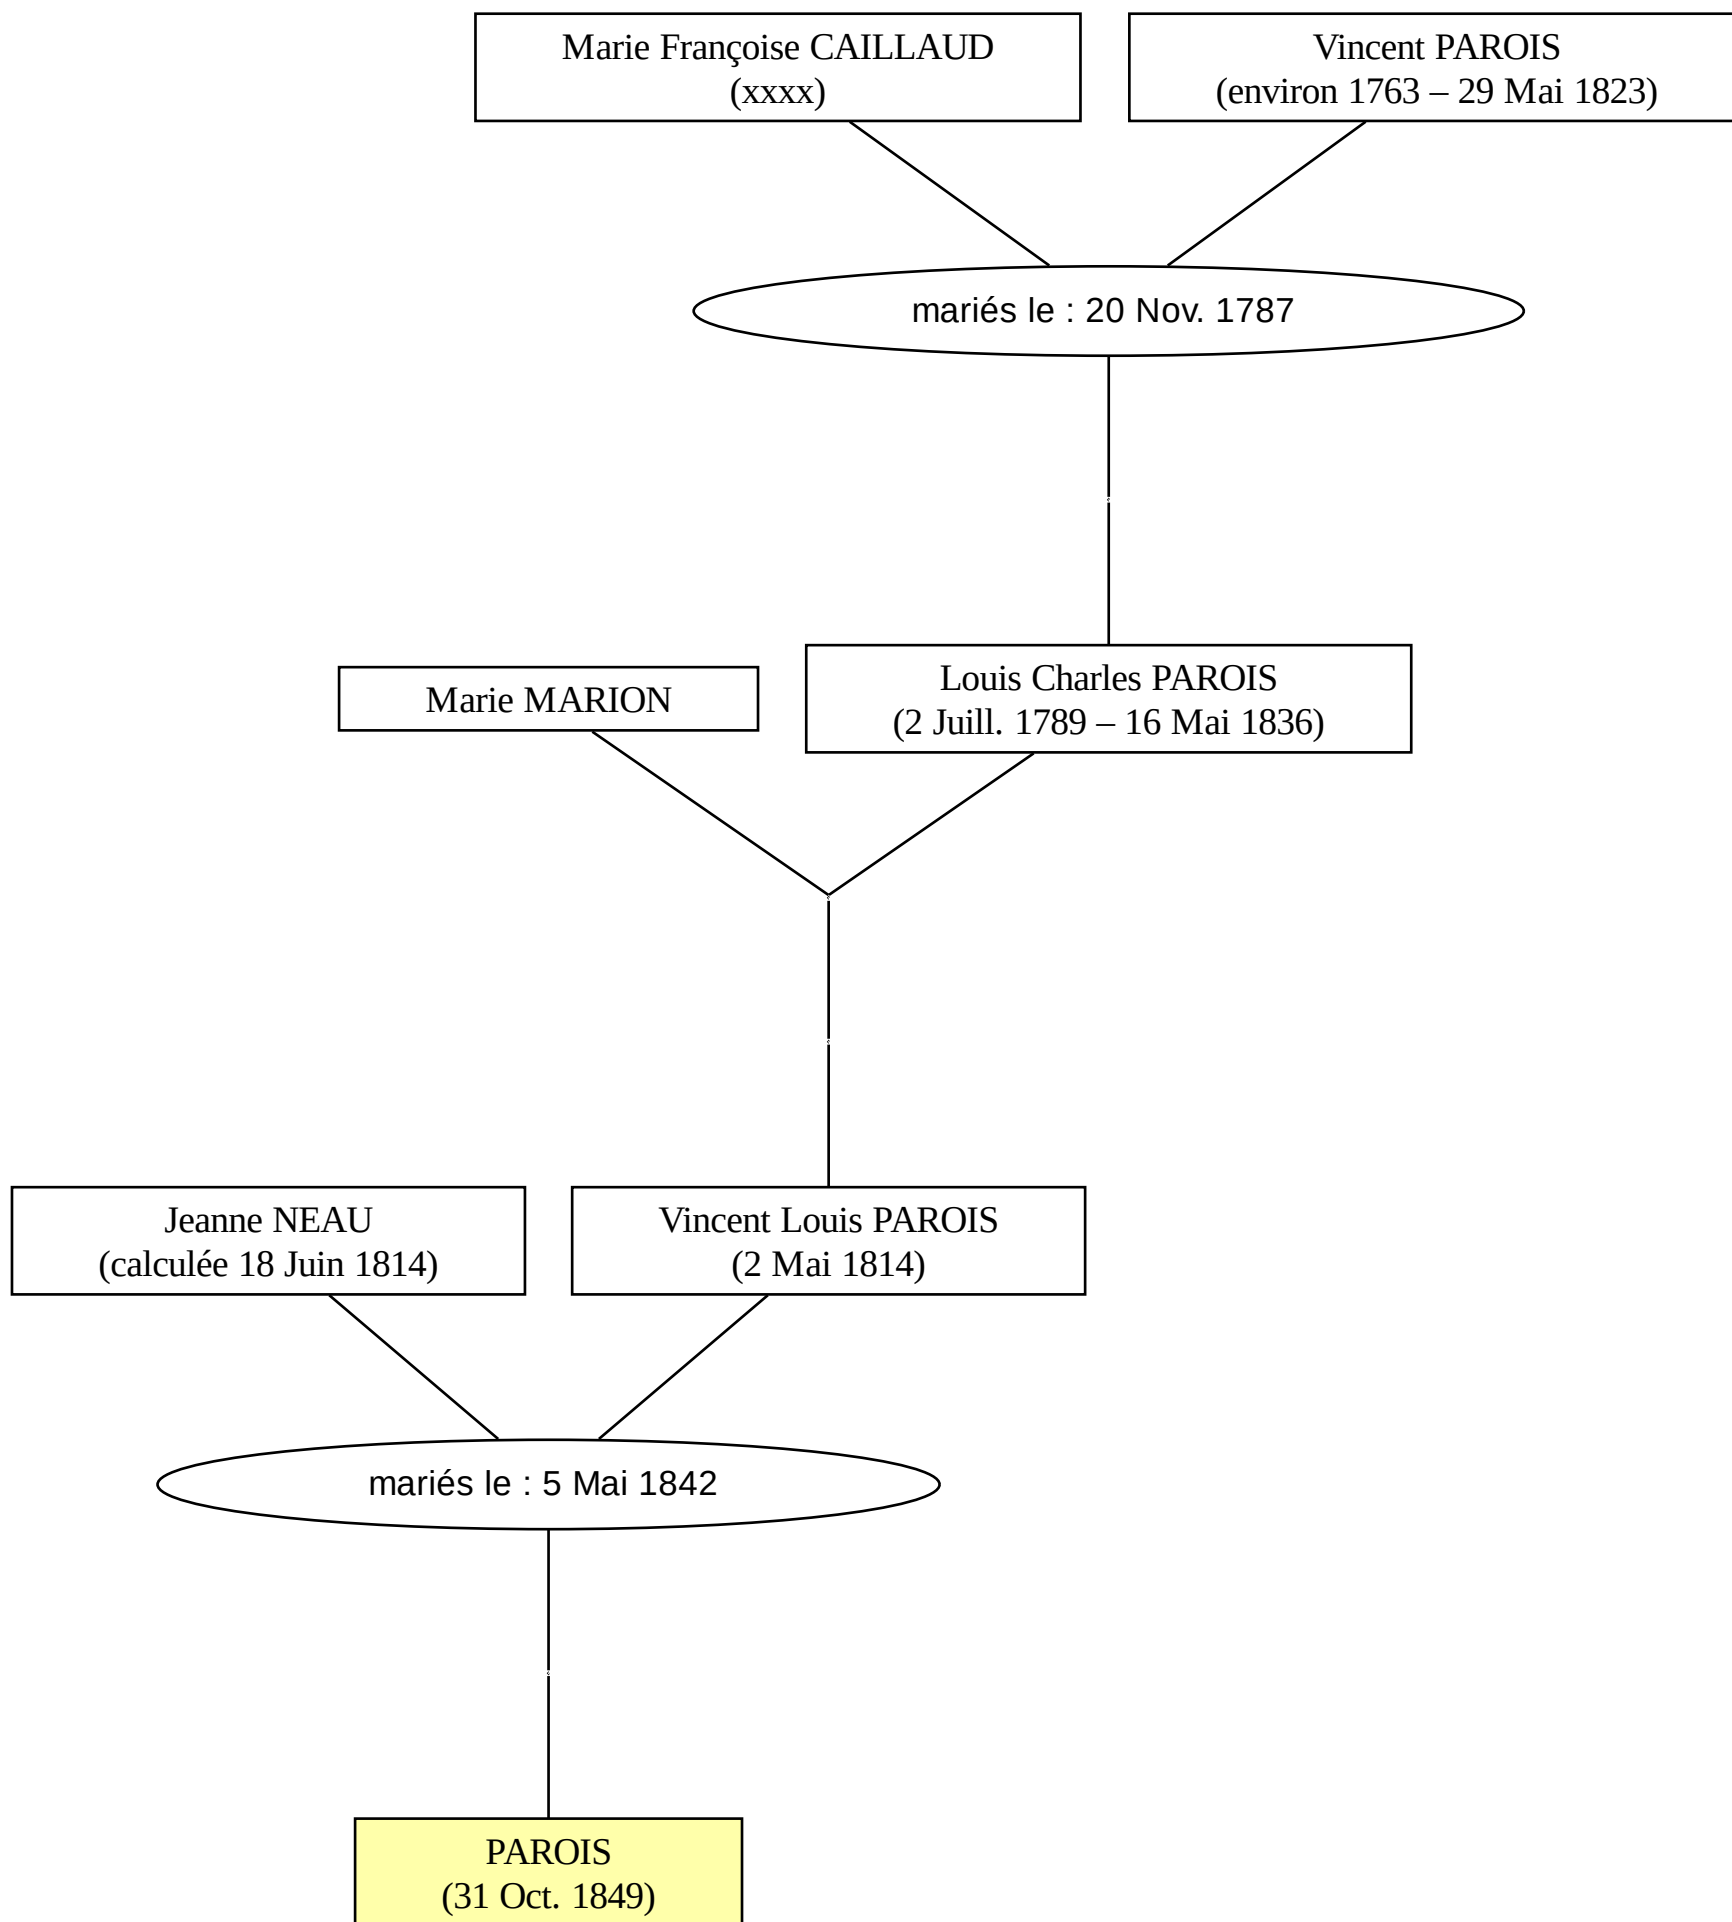 Marie Françoise CAILLAUD
(xxxx)
Vincent PAROIS
(environ 1763 – 29 Mai 1823)
mariés le : 20 Nov. 1787
Marie MARION
Louis Charles PAROIS
(2 Juill. 1789 – 16 Mai 1836)
Jeanne NEAU
(calculée 18 Juin 1814)
Vincent Louis PAROIS
(2 Mai 1814)
mariés le : 5 Mai 1842
PAROIS
(31 Oct. 1849)